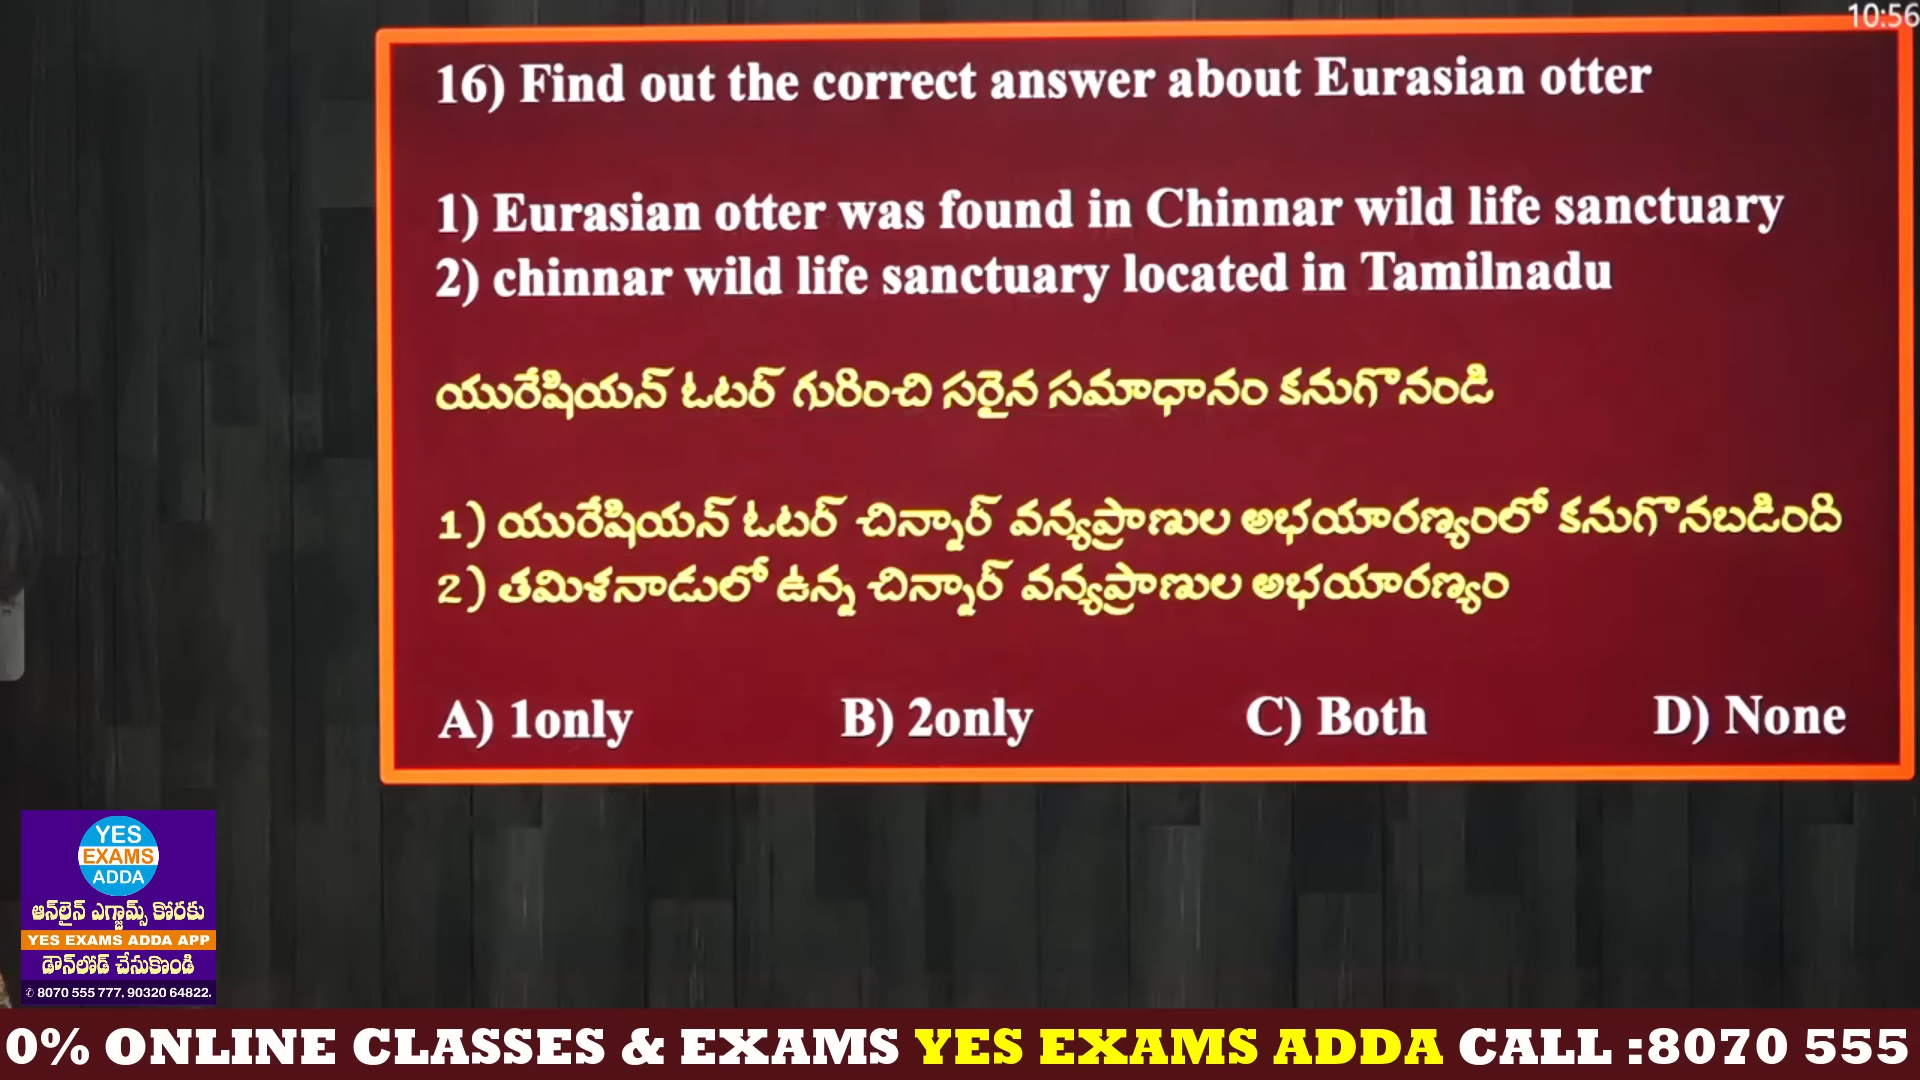 10:56
16) Find out the correct answer about Eurasian otter
1) Eurasian otter was found in Chinnar wild life sanctuary
2) chinnar wild life sanctuary located in Tamilnadu
యురేషియన్ ఓటర్ గురించి సరైన సమాధానం కనుగొనండి
1) యురేషియన్ ఓటర్ చిన్నార్ వన్యప్రాణుల అభయారణ్యంలో కనుగొనబడింది
2) తమిళనాడులో ఉన్న చిన్నార్ వన్యప్రాణుల అభయారణ్యం
A) 1only B) 2only C) Both D) None
YES
EXAMS
ADDA
ఆన్‌లైన్ ఎగ్జామ్స్ కొరకు
YES EXAMS ADDA APP
డౌన్‌లోడ్ చేసుకొండి
✆ 8070 555 777, 90320 64822.
0% ONLINE CLASSES & EXAMS YES EXAMS ADDA CALL :8070 555